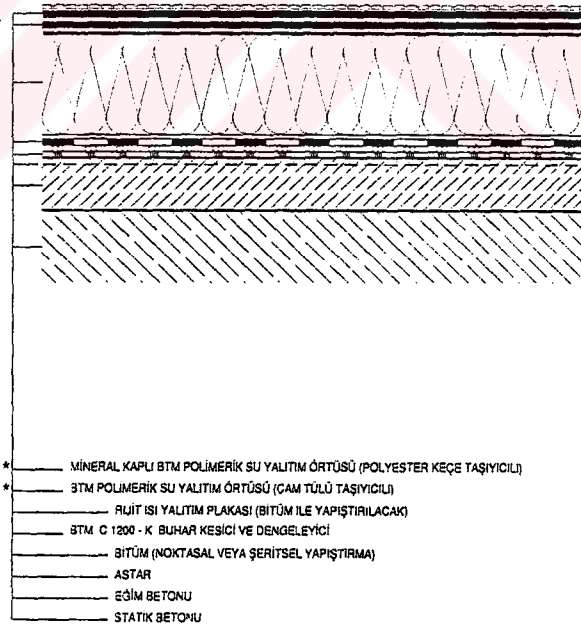 * MİNERAL KAPLI BTM POLİMERİK SU YALITIM ÖRTÜSÜ (POLYESTER KEÇE TAŞIYICILI)
* BTM POLİMERİK SU YALITIM ÖRTÜSÜ (CAM TÜLÜ TAŞIYICILI)
RİJİT ISI YALITIM PLAKASI (BİTÜM İLE YAPIŞTIRILACAK)
BTM C 1200 - K BUHAR KESİCİ VE DENGELEYİCİ
BİTÜM (NOKTASAL VEYA ŞERİTSEL YAPIŞTIRMA)
ASTAR
EĞİM BETONU
STATİK BETONU